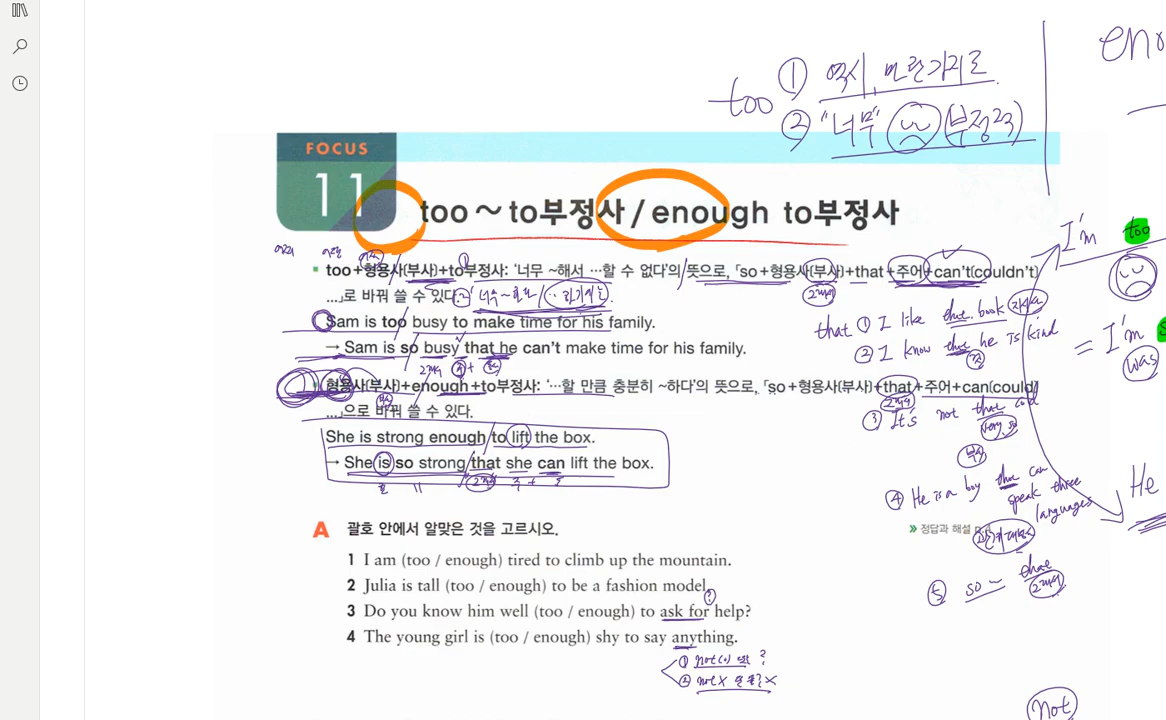 too ① 역시, 마찬가지로
② "너무" (부정적)
FOCUS
11
too ~ to부정사 / enough to부정사
I'm too
too+형용사(부사)+to부정사: '너무 ~해서 …할 수 없다'의 뜻으로, 「so+형용사(부사)+that+주어+can't(couldn't)
…」로 바꿔 쓸 수 있다.
Sam is too busy to make time for his family.
→ Sam is so busy that he can't make time for his family.
that ① I like that book
② I know that he is kind
= I'm
was
형용사(부사)+enough+to부정사: '…할 만큼 충분히 ~하다'의 뜻으로, 「so+형용사(부사)+that+주어+can(could)
…」으로 바꿔 쓸 수 있다.
③ It's not that cold
very, so
부사
She is strong enough to lift the box.
→ She is so strong that she can lift the box.
④ He is a boy that can
speak three
languages
He
A 괄호 안에서 알맞은 것을 고르시오.
» 정답과 해설
1 I am (too / enough) tired to climb up the mountain.
2 Julia is tall (too / enough) to be a fashion model.
3 Do you know him well (too / enough) to ask for help?
4 The young girl is (too / enough) shy to say anything.
⑤ so ~ that
not